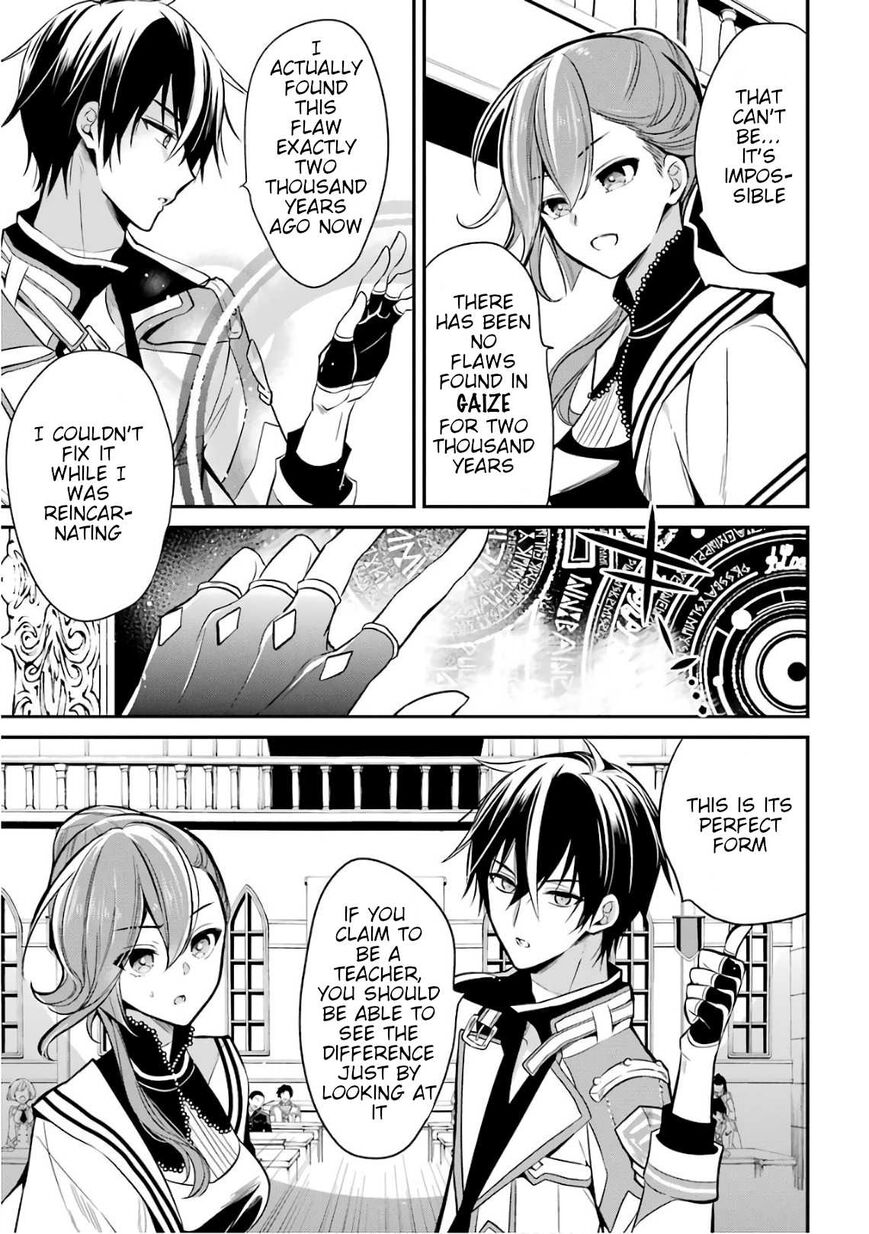 THAT
CAN'T
BE...
IT'S
IMPOS-
SIBLE
THERE
HAS BEEN
NO
FLAWS
FOUND IN
GAIZE
FOR TWO
THOUSAND
YEARS
I
ACTUALLY
FOUND
THIS
FLAW
EXACTLY
TWO
THOUSAND
YEARS
AGO NOW
I COULDN'T
FIX IT
WHILE I
WAS
REINCAR-
NATING
THIS IS ITS
PERFECT
FORM
IF YOU
CLAIM TO
BE A
TEACHER,
YOU SHOULD
BE ABLE TO
SEE THE
DIFFERENCE
JUST BY
LOOKING AT
IT